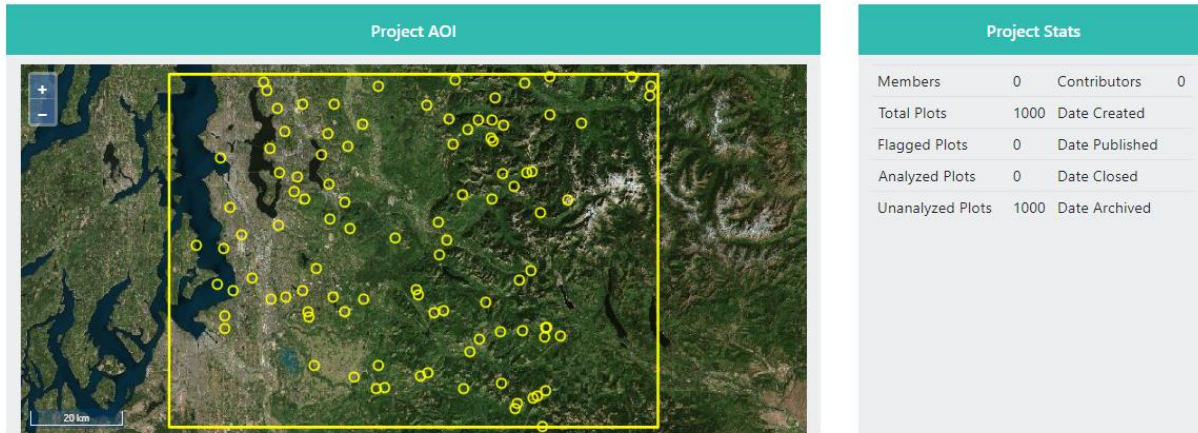 Project AOI
+
−
20 km
Project Stats
Members 0 Contributors 0
Total Plots 1000 Date Created
Flagged Plots 0 Date Published
Analyzed Plots 0 Date Closed
Unanalyzed Plots 1000 Date Archived